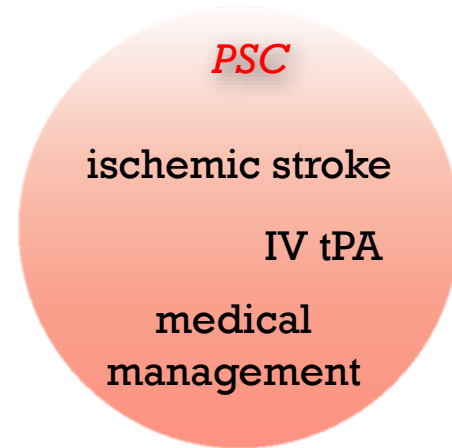 PSC
ischemic stroke
IV tPA
medical
management